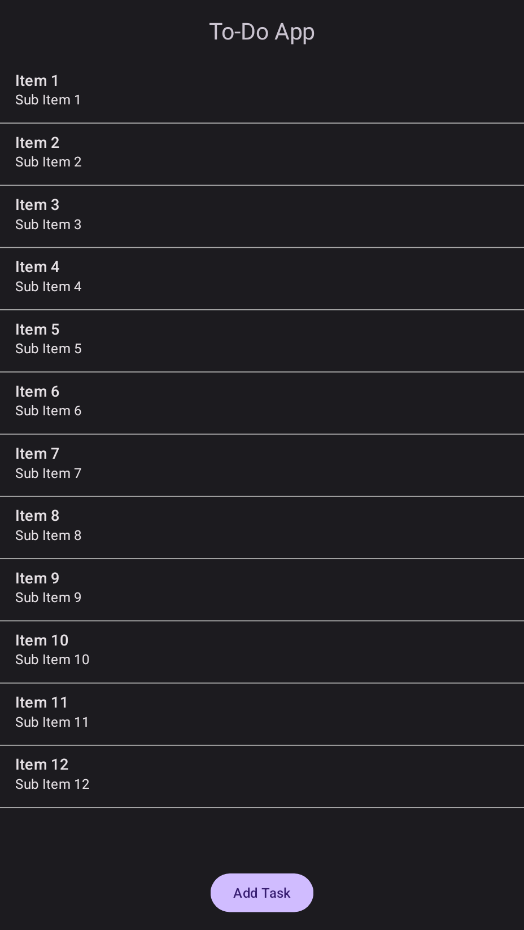 To-Do App
Item 1
Sub Item 1
Item 2
Sub Item 2
Item 3
Sub Item 3
Item 4
Sub Item 4
Item 5
Sub Item 5
Item 6
Sub Item 6
Item 7
Sub Item 7
Item 8
Sub Item 8
Item 9
Sub Item 9
Item 10
Sub Item 10
Item 11
Sub Item 11
Item 12
Sub Item 12
Add Task